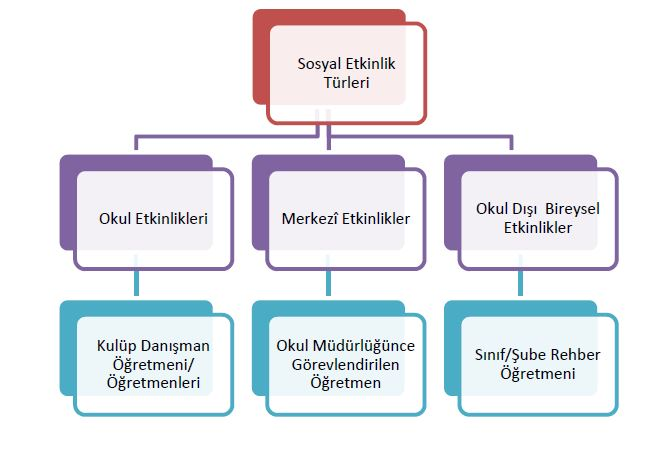 Sosyal Etkinlik
Türleri
Okul Etkinlikleri
Merkezî Etkinlikler
Okul Dışı Bireysel
Etkinlikler
Kulüp Danışman
Öğretmeni/
Öğretmenleri
Okul Müdürlüğünce
Görevlendirilen
Öğretmen
Sınıf/Şube Rehber
Öğretmeni